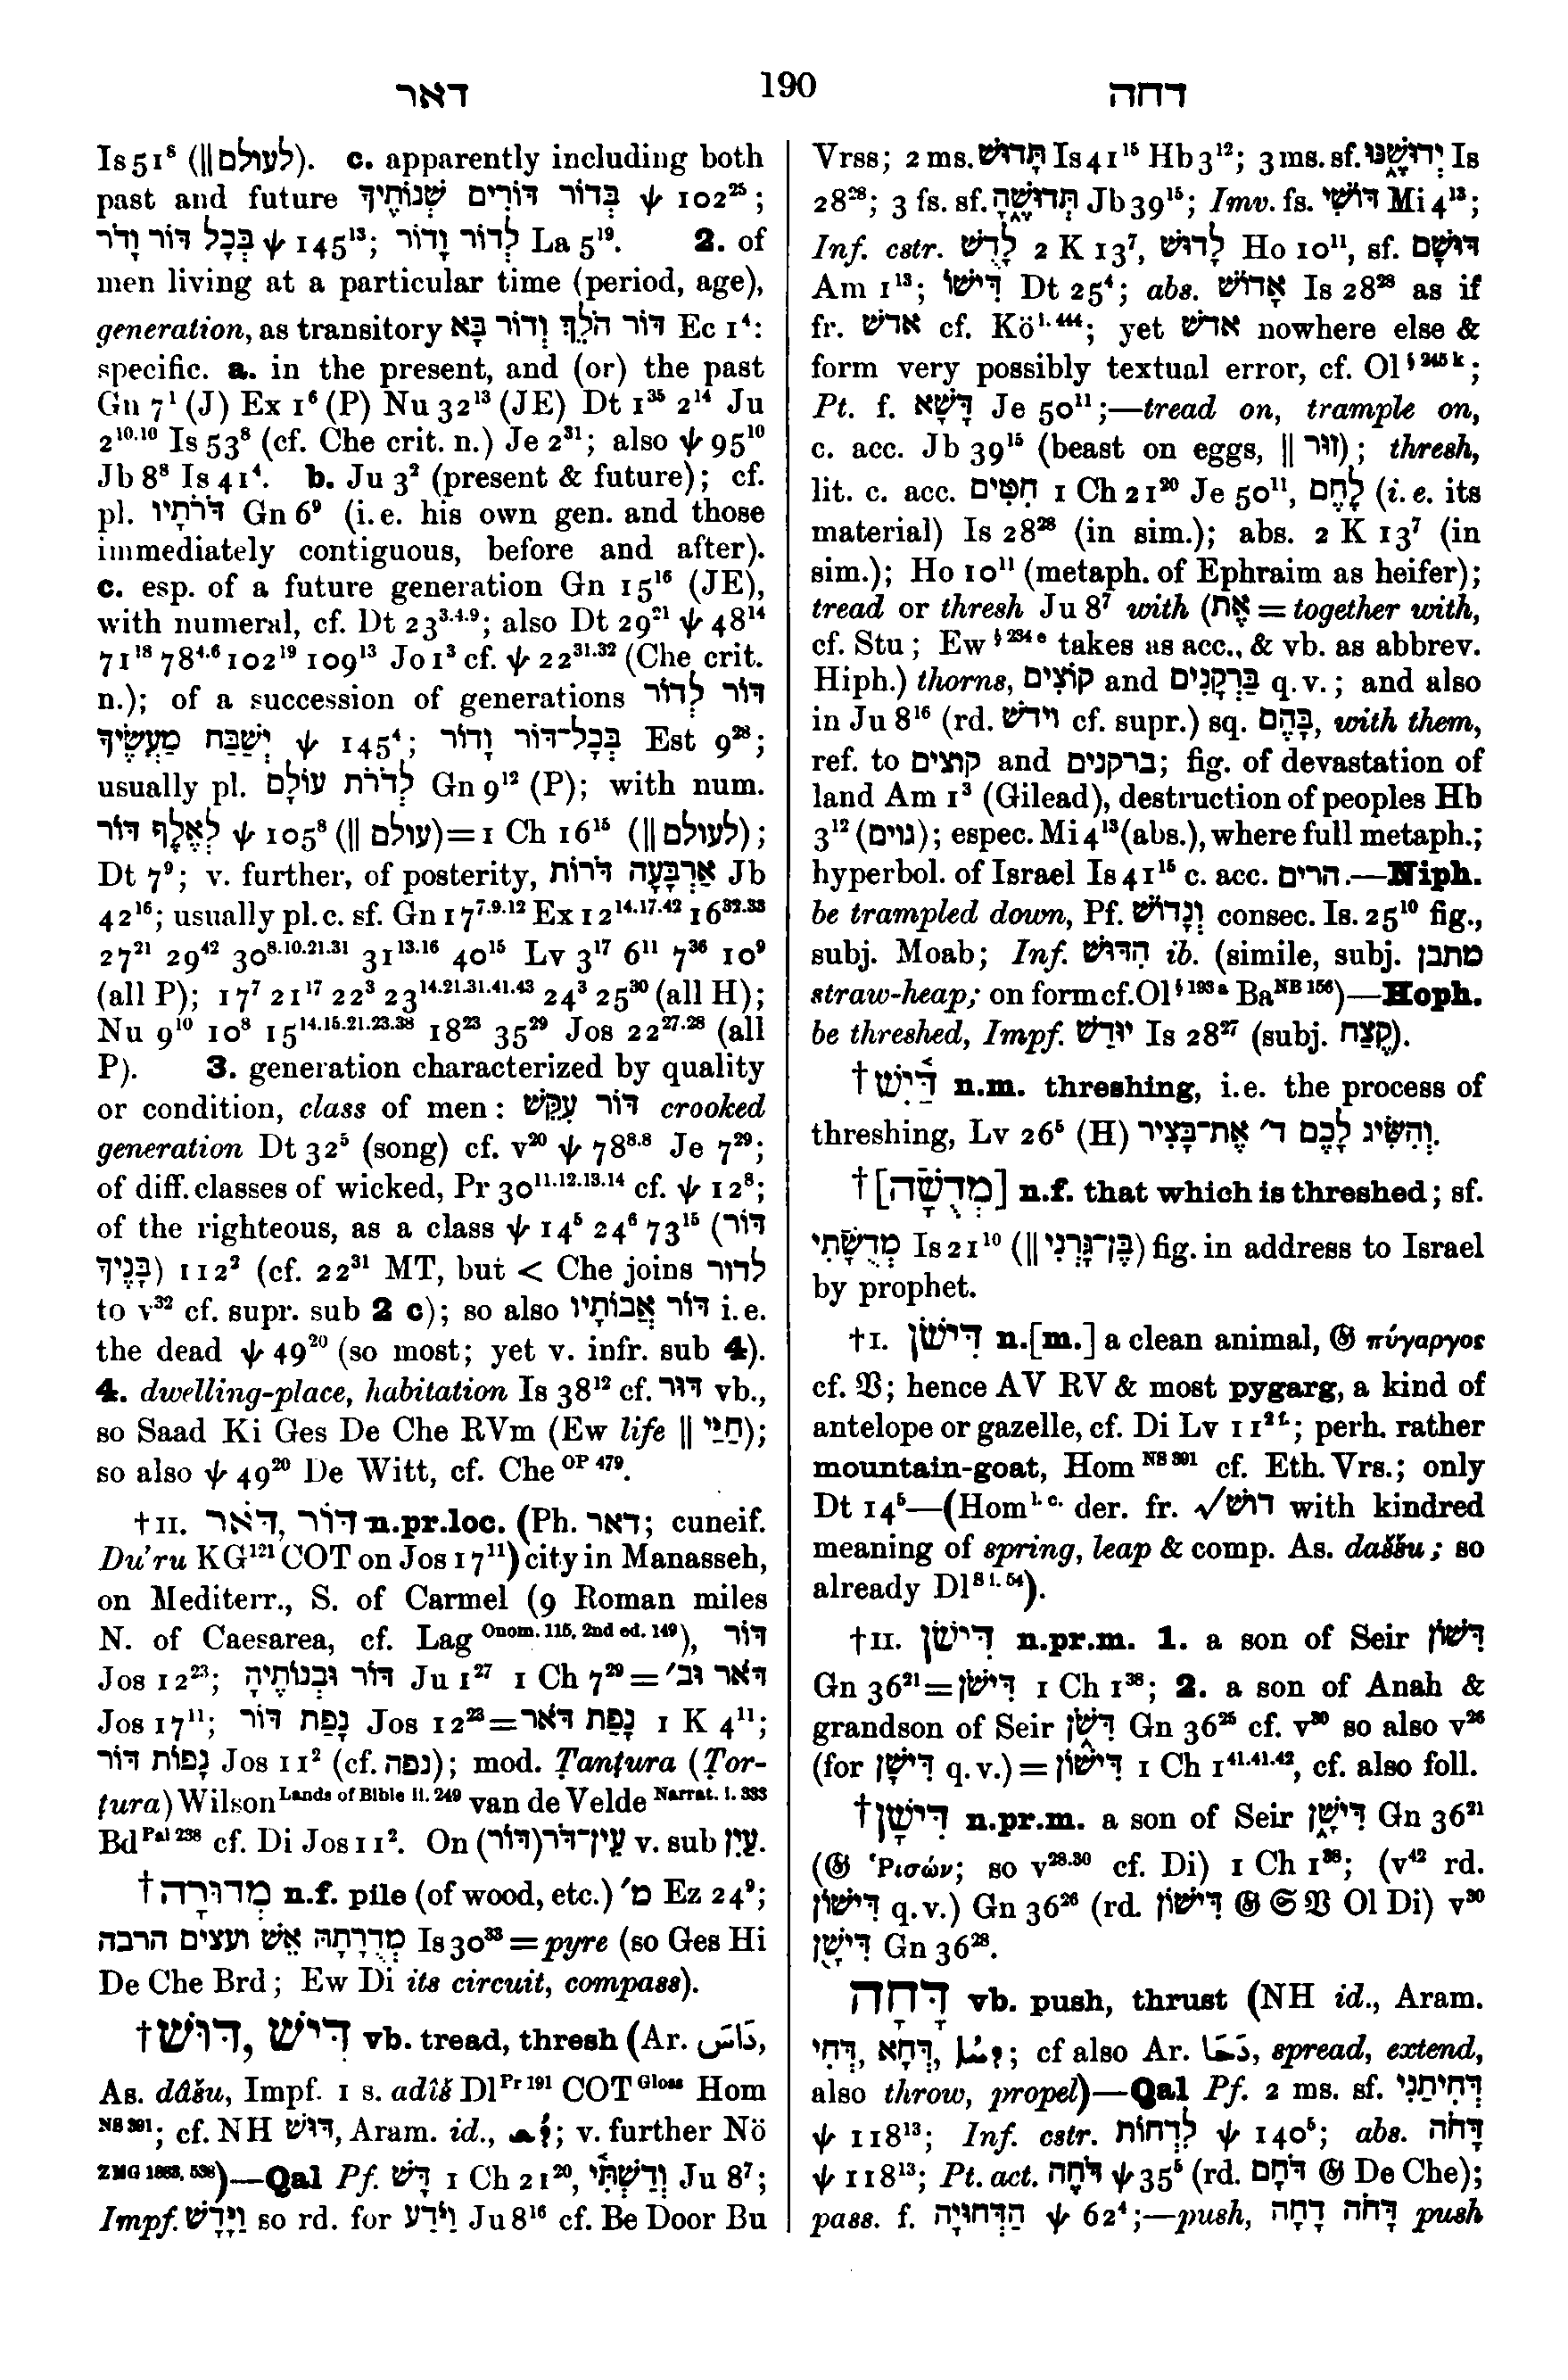 דאר
190
דחה
Is 51⁸ (‖לעולם). c. apparently including both
past and future בְּדוֹר דּוֹרִים שְׁנוֹתֶיךָ ψ 102²⁵;
בְּכָל דּוֹר וָדֹר ψ 145¹³; לְדוֹר וָדוֹר La 5¹⁹. 2. of
men living at a particular time (period, age),
generation, as transitory דּוֹר הֹלֵךְ וְדוֹר בָּא Ec 1⁴:
specific. a. in the present, and (or) the past
Gn 7¹ (J) Ex 1⁶ (P) Nu 32¹³ (JE) Dt 1³⁵ 2¹⁴ Ju
2¹⁰·¹⁰ Is 53⁸ (cf. Che crit. n.) Je 2³¹; also ψ 95¹⁰
Jb 8⁸ Is 41⁴. b. Ju 3² (present & future); cf.
pl. דֹּרֹתָיו Gn 6⁹ (i.e. his own gen. and those
immediately contiguous, before and after).
c. esp. of a future generation Gn 15¹⁶ (JE),
with numeral, cf. Dt 23³·⁴·⁹; also Dt 29²¹ ψ 48¹⁴
71¹⁸ 78⁴·⁶ 102¹⁹ 109¹³ Jo 1³ cf. ψ 22³¹·³² (Che crit.
n.); of a succession of generations דּוֹר לְדוֹר
יְשַׁבַּח מַעֲשֶׂיךָ ψ 145⁴; בְּכָל־דּוֹר וָדוֹר Est 9²⁸;
usually pl. לְדֹרֹת עוֹלָם Gn 9¹² (P); with num.
לְאֶלֶף דּוֹר ψ 105⁸ (‖ עולם)=1 Ch 16¹⁵ (‖ לעולם);
Dt 7⁹; v. further, of posterity, אַרְבָּעָה דֹּרוֹת Jb
42¹⁶; usually pl. c. sf. Gn 17⁷·⁹·¹² Ex 12¹⁴·¹⁷·⁴² 16³²·³³
27²¹ 29⁴² 30⁸·¹⁰·²¹·³¹ 31¹³·¹⁶ 40¹⁵ Lv 3¹⁷ 6¹¹ 7³⁶ 10⁹
(all P); 17⁷ 21¹⁷ 22³ 23¹⁴·²¹·³¹·⁴¹·⁴³ 24³ 25³⁰ (all H);
Nu 9¹⁰ 10⁸ 15¹⁴·¹⁵·²¹·²³·³⁸ 18²³ 35²⁹ Jos 22²⁷·²⁸ (all
P). 3. generation characterized by quality
or condition, class of men: דּוֹר עִקֵּשׁ crooked
generation Dt 32⁵ (song) cf. v²⁰ ψ 78⁸·⁸ Je 7²⁹;
of diff. classes of wicked, Pr 30¹¹·¹²·¹³·¹⁴ cf. ψ 12⁸;
of the righteous, as a class ψ 14⁵ 24⁶ 73¹⁵ (דּוֹר
בָּנֶיךָ) 112² (cf. 22³¹ MT, but < Che joins לדור
to v³² cf. supr. sub 2 c); so also דּוֹר אֲבוֹתָיו i.e.
the dead ψ 49²⁰ (so most; yet v. infr. sub 4).
4. dwelling-place, habitation Is 38¹² cf. דּוּר vb.,
so Saad Ki Ges De Che RVm (Ew life ‖ חַיַּי);
so also ψ 49²⁰ De Witt, cf. Che OP 479.
†II. דֹּאר, דּוֹר n.pr.loc. (Ph. דאר; cuneif.
Du’ru KG¹²¹ COT on Jos 17¹¹) city in Manasseh,
on Mediterr., S. of Carmel (9 Roman miles
N. of Caesarea, cf. Lag Onom. 115, 2nd ed. 149), דּוֹר
Jos 12²³; דּוֹר וּבְנוֹתֶיהָ Ju 1²⁷ 1 Ch 7²⁹=דֹּאר וּב׳
Jos 17¹¹; נָפַת דּוֹר Jos 12²³=נָפַת דֹּאר 1 K 4¹¹;
נָפוֹת דּוֹר Jos 11² (cf. נפה); mod. Ṭanṭura (Ṭor-
ṭura) Wilson Lands of Bible ii. 249 van de Velde Narrat. i. 333
Bd Pal 238 cf. Di Jos 11². On עֵין־דֹּר(דּוֹר) v. sub עַיִן.
†מְדוּרָה n.f. pile (of wood, etc.) מ׳ Ez 24⁹;
מְדֻרָתָהּ אֵשׁ ועצים הרבה Is 30³³=pyre (so Ges Hi
De Che Brd; Ew Di its circuit, compass).
†דּוּשׁ, דִּישׁ vb. tread, thresh (Ar. دَاسَ,
As. dâšu, Impf. 1 s. adîš Dl Pr 191 COT Gloss Hom
NS 391; cf. NH דּוּשׁ, Aram. id., v. further Nö
ZMG 1883, 538)—Qal Pf. דָּשׁ 1 Ch 21²⁰, וְדַשְׁתִּ֫י Ju 8⁷;
Impf. וַיָּדָשׁ so rd. for וַיֹּדַע Ju 8¹⁶ cf. Be Door Bu
Vrss; 2 ms. תָּדוּשׁ Is 41¹⁵ Hb 3¹²; 3 ms. sf. יְדוּשֶׁנּוּ Is
28²⁸; 3 fs. sf. תְּדוּשֶׁהָ Jb 39¹⁵; Imv. fs. דּוֹשִׁי Mi 4¹³;
Inf. cstr. לָדֻשׁ 2 K 13⁷, לָדוּשׁ Ho 10¹¹, sf. דּוּשָׁם
Am 1¹³; דִּישׁוֹ Dt 25⁴; abs. אָדוֹשׁ Is 28²⁸ as if
fr. אדשׁ cf. Kö I. 444; yet אדשׁ nowhere else &
form very possibly textual error, cf. Ol § 245 k;
Pt. f. דָּשָׁא Je 50¹¹;—tread on, trample on,
c. acc. Jb 39¹⁵ (beast on eggs, ‖ זוּר); thresh,
lit. c. acc. חִטִּים 1 Ch 21²⁰ Je 50¹¹, לֶחֶם (i.e. its
material) Is 28²⁸ (in sim.); abs. 2 K 13⁷ (in
sim.); Ho 10¹¹ (metaph. of Ephraim as heifer);
tread or thresh Ju 8⁷ with (אֶת = together with,
cf. Stu; Ew § 234 e takes as acc., & vb. as abbrev.
Hiph.) thorns, קוֹצִים and בַּרְקָנִים q.v.; and also
in Ju 8¹⁶ (rd. וידשׁ cf. supr.) sq. בָּהֶם, with them,
ref. to קוצים and ברקנים; fig. of devastation of
land Am 1³ (Gilead), destruction of peoples Hb
3¹² (גוים); espec. Mi 4¹³ (abs.), where full metaph.;
hyperbol. of Israel Is 41¹⁵ c. acc. הרים.—Niph.
be trampled down, Pf. וְנָדוֹשׁ consec. Is. 25¹⁰ fig.,
subj. Moab; Inf. הִדּוּשׁ ib. (simile, subj. מתבן
straw-heap; on form cf. Ol § 193 a Ba NB 156)—Hoph.
be threshed, Impf. יוּדַשׁ Is 28²⁷ (subj. קֶצַח).
†דַּ֫יִשׁ n.m. threshing, i.e. the process of
threshing, Lv 26⁵ (H) וְהִשִּׂיג לָכֶם ד׳ אֶת־בָּצִיר.
†[מְדֻשָׁה] n.f. that which is threshed; sf.
מְדֻשָׁתִי Is 21¹⁰ (‖בֶּן־גָּרְנִי) fig. in address to Israel
by prophet.
†I. דִּישֹׁן n.[m.] a clean animal, 𝔊 πύγαργος
cf. 𝔙; hence AV RV & most pygarg, a kind of
antelope or gazelle, cf. Di Lv 11²ᶠ·; perh. rather
mountain-goat, Hom NS 391 cf. Eth. Vrs.; only
Dt 14⁵—(Hom l. c. der. fr. √דושׁ with kindred
meaning of spring, leap & comp. As. daššu; so
already Dl S i. 54).
†II. דִּישֹׁן n.pr.m. 1. a son of Seir דִּשׁוֹן
Gn 36²¹=דִּישֹׁן 1 Ch 1³⁸; 2. a son of Anah &
grandson of Seir דִּשֹׁן Gn 36²⁵ cf. v³⁰ so also v²⁶
(for דִּישָׁן q.v.)=דִּישׁוֹן 1 Ch 1⁴¹·⁴¹·⁴², cf. also foll.
†דִּישָׁן n.pr.m. a son of Seir דִּישָׁן Gn 36²¹
(𝔊 Ῥισών; so v²⁸·³⁰ cf. Di) 1 Ch 1³⁸; (v⁴² rd.
דִּישׁוֹן q.v.) Gn 36²⁶ (rd. דִּישׁוֹן 𝔊 𝔖 𝔙 Ol Di) v³⁰
דִּישָׁן Gn 36²⁸.
דָּחָה vb. push, thrust (NH id., Aram.
דְּחָא, דְּחִי, ܕܚܳܐ; cf also Ar. دَحَا, spread, extend,
also throw, propel)—Qal Pf. 2 ms. sf. דְּחִיתַנִי
ψ 118¹³; Inf. cstr. לִדְחוֹת ψ 140⁵; abs. דָּחֹה
ψ 118¹³; Pt. act. דֹּחֶה ψ 35⁵ (rd. דֹּחָם 𝔊 De Che);
pass. f. הַדְּחוּיָה ψ 62⁴;—push, דָּחֹה דָחָה push